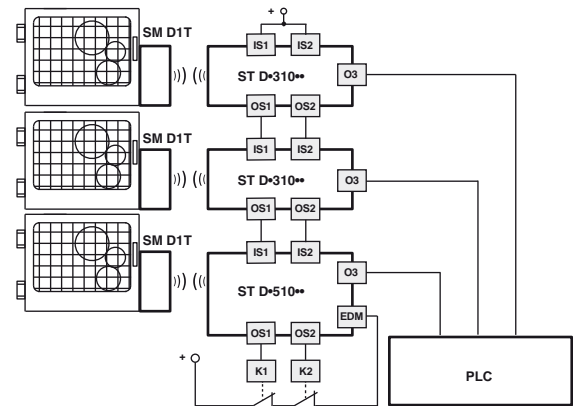 +
SM D1T
IS1 IS2
ST D•310••
O3
OS1 OS2
SM D1T
IS1 IS2
ST D•310••
O3
OS1 OS2
SM D1T
IS1 IS2
O3
ST D•510••
EDM
OS1 OS2
+
K1 K2
PLC